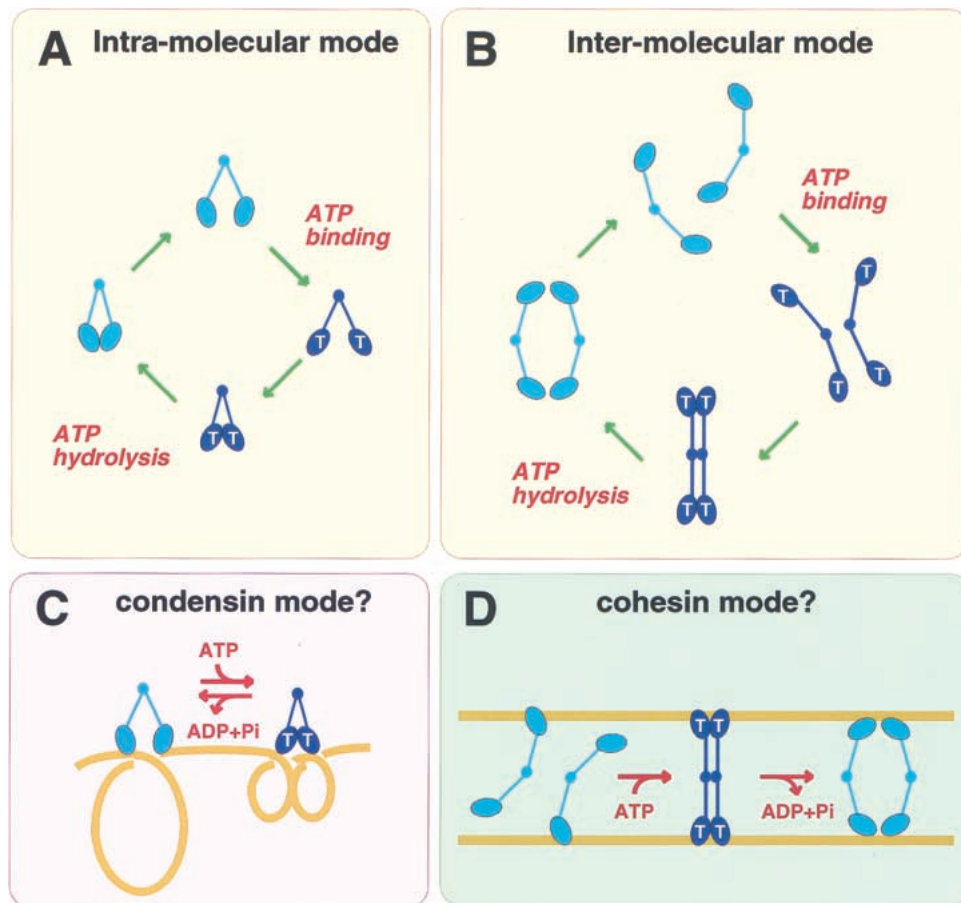 A Intra-molecular mode
ATP
binding
T T
T T
ATP
hydrolysis
B Inter-molecular mode
ATP
binding
T T
T T
T T
T T
ATP
hydrolysis
C condensin mode?
ATP
ADP+Pi
T T
D cohesin mode?
T T
ATP
ADP+Pi
T T